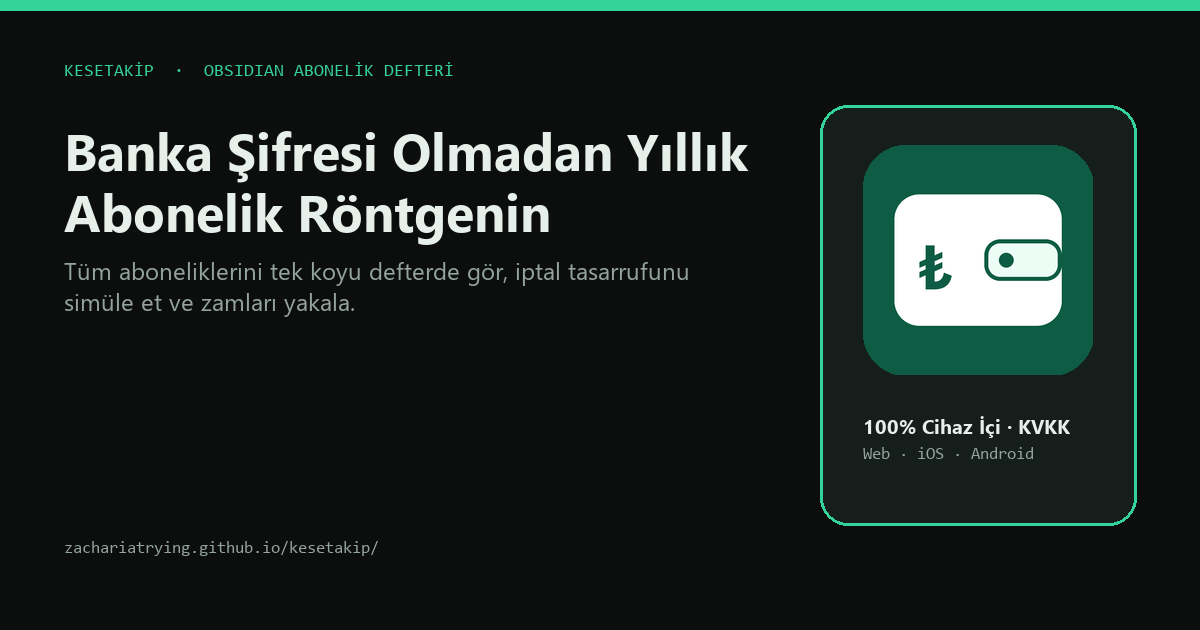 KESETAKİP · OBSIDIAN ABONELİK DEFTERİ
Banka Şifresi Olmadan Yıllık
Abonelik Röntgenin
Tüm aboneliklerini tek koyu defterde gör, iptal tasarrufunu
simüle et ve zamları yakala.
₺
100% Cihaz İçi · KVKK
Web · iOS · Android
zachariatrying.github.io/kesetakip/